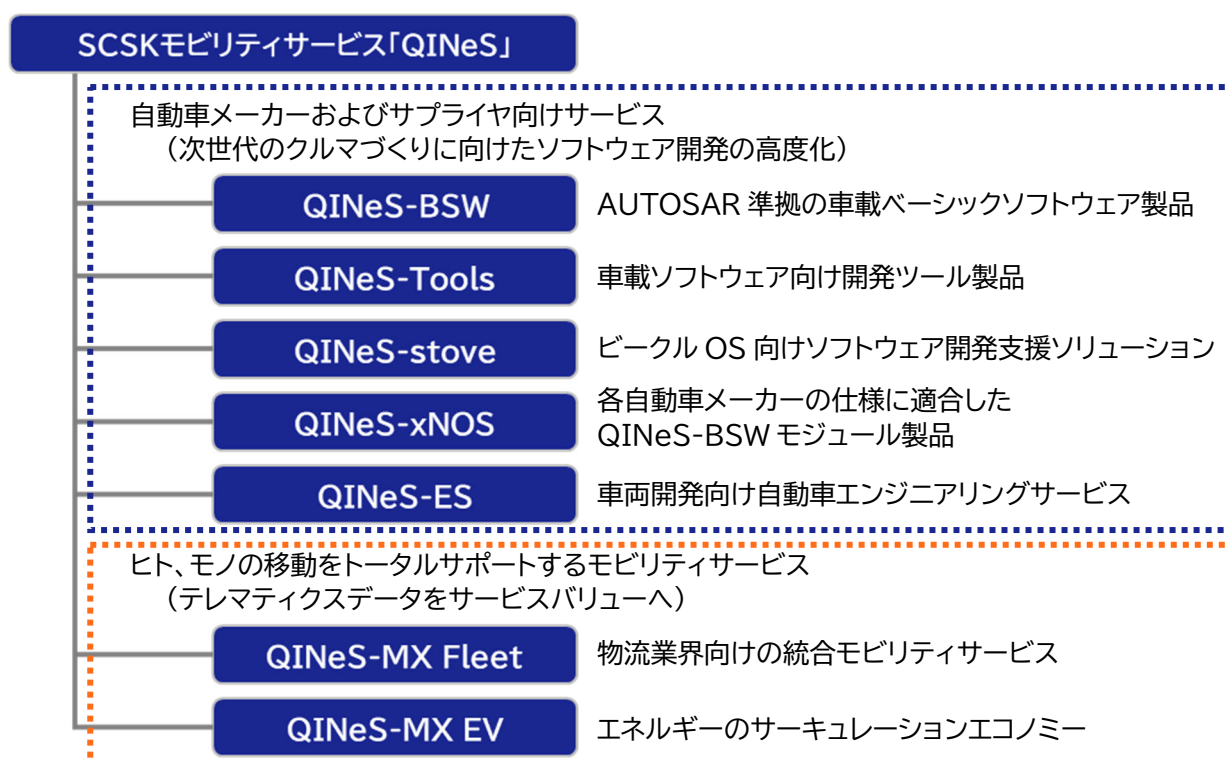 SCSKモビリティサービス「QINeS」
自動車メーカーおよびサプライヤ向けサービス
（次世代のクルマづくりに向けたソフトウェア開発の高度化）
QINeS-BSW AUTOSAR 準拠の車載ベーシックソフトウェア製品
QINeS-Tools 車載ソフトウェア向け開発ツール製品
QINeS-stove ビークル OS 向けソフトウェア開発支援ソリューション
QINeS-xNOS 各自動車メーカーの仕様に適合した
QINeS-BSW モジュール製品
QINeS-ES 車両開発向け自動車エンジニアリングサービス
ヒト、モノの移動をトータルサポートするモビリティサービス
（テレマティクスデータをサービスバリューへ）
QINeS-MX Fleet 物流業界向けの統合モビリティサービス
QINeS-MX EV エネルギーのサーキュレーションエコノミー